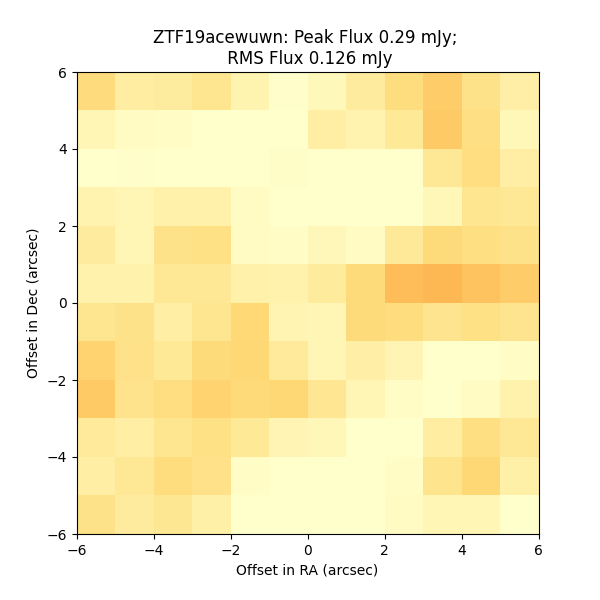 ZTF19acewuwn: Peak Flux 0.29 mJy;
RMS Flux 0.126 mJy
6
4
2
0
−2
−4
−6
Offset in Dec (arcsec)
−6 −4 −2 0 2 4 6
Offset in RA (arcsec)